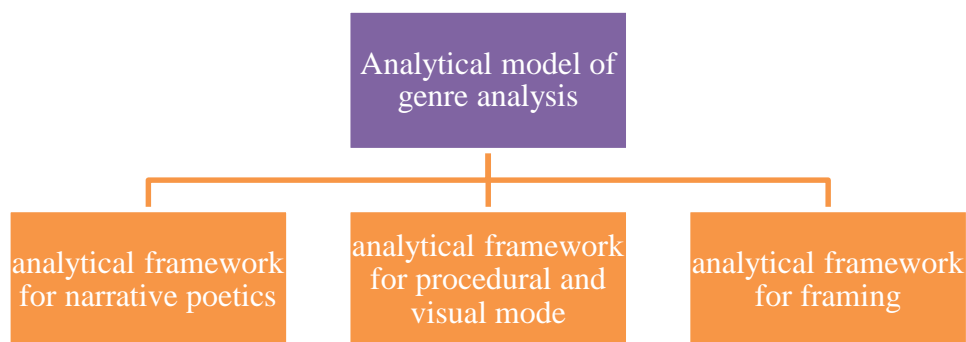 Analytical model of
genre analysis
analytical framework
for narrative poetics
analytical framework
for procedural and
visual mode
analytical framework
for framing